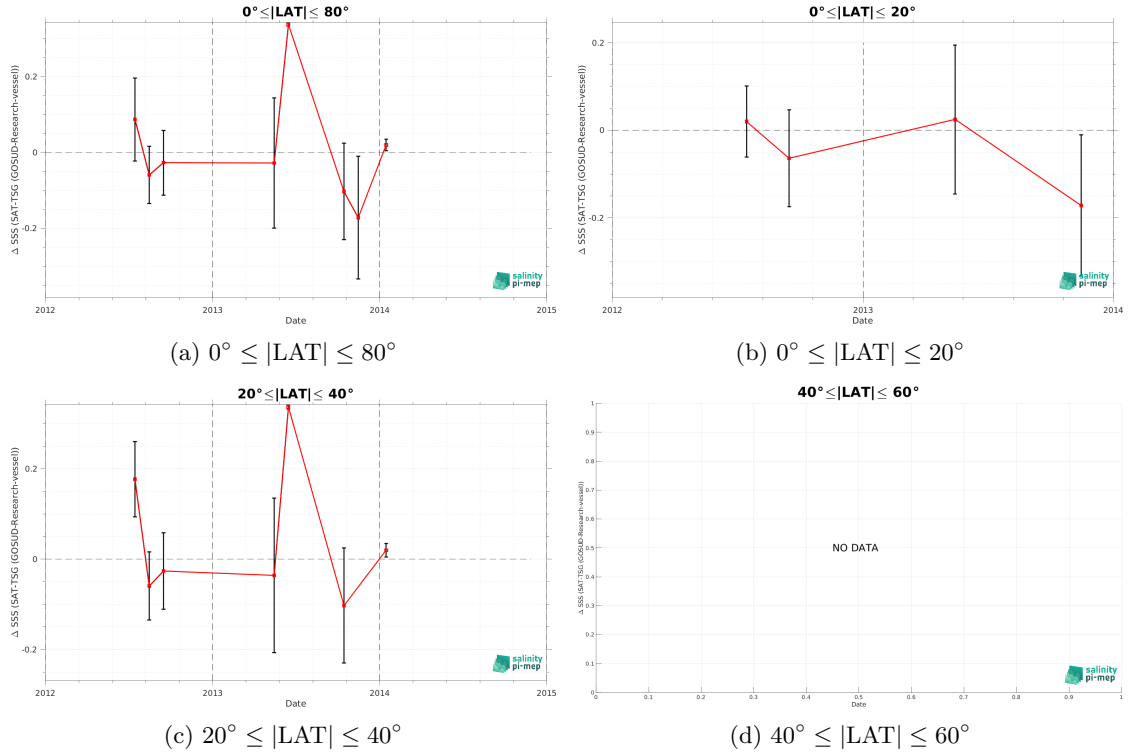 0°≤|LAT|≤ 80°
Δ SSS (SAT-TSG (GOSUD-Research-vessel))
0.2
0
-0.2
salinity
pi-mep
2012 2013 2014 2015
Date
(a) 0° ≤ |LAT| ≤ 80°
0°≤|LAT|≤ 20°
Δ SSS (SAT-TSG (GOSUD-Research-vessel))
0.2
0
-0.2
salinity
pi-mep
2012 2013 2014
Date
(b) 0° ≤ |LAT| ≤ 20°
20°≤|LAT|≤ 40°
Δ SSS (SAT-TSG (GOSUD-Research-vessel))
0.2
0
-0.2
salinity
pi-mep
2012 2013 2014 2015
Date
(c) 20° ≤ |LAT| ≤ 40°
40°≤|LAT|≤ 60°
Δ SSS (SAT-TSG (GOSUD-Research-vessel))
1
0.9
0.8
0.7
0.6
0.5
0.4
0.3
0.2
0.1
0
NO DATA
salinity
pi-mep
0 0.1 0.2 0.3 0.4 0.5 0.6 0.7 0.8 0.9 1
Date
(d) 40° ≤ |LAT| ≤ 60°